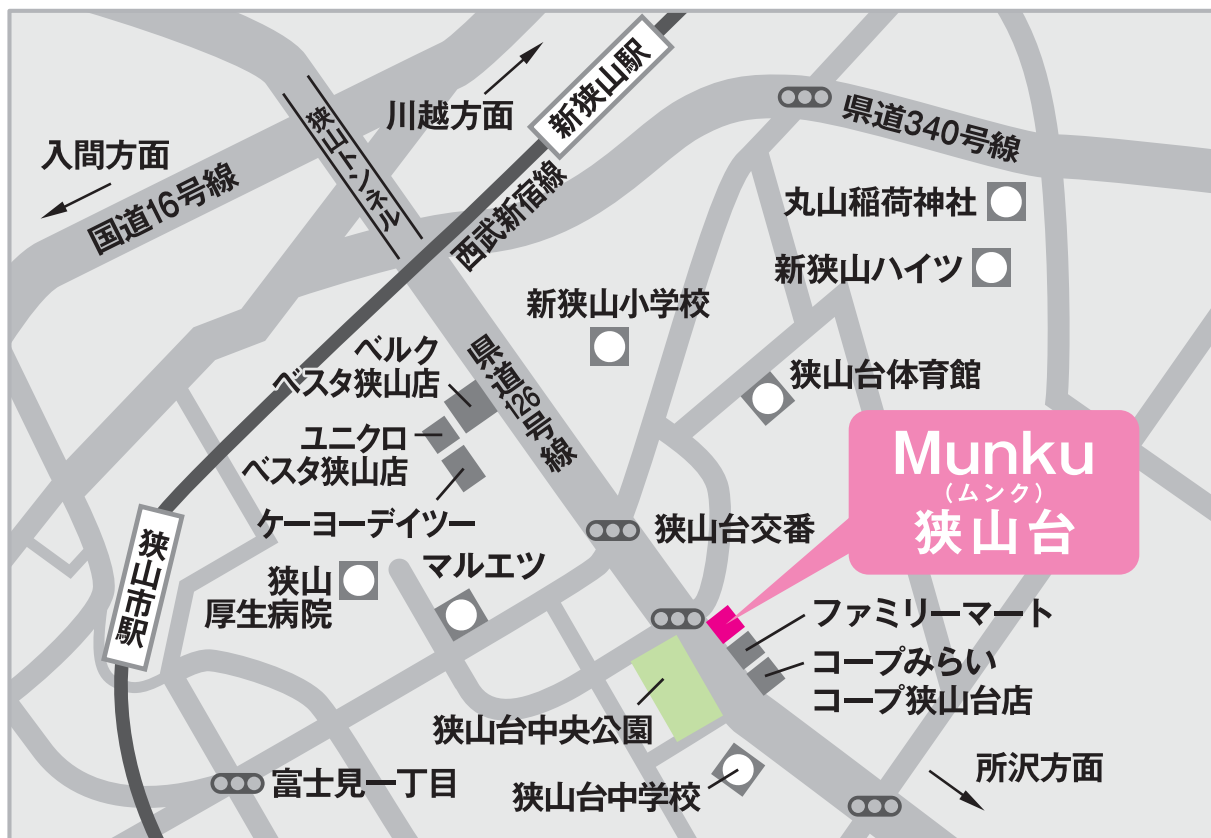 新狭山駅
川越方面
狭山トンネル
県道340号線
入間方面
国道16号線
西武新宿線
丸山稲荷神社
新狭山ハイツ
新狭山小学校
ベルク
ベスタ狭山店
県道126号線
狭山台体育館
ユニクロ
ベスタ狭山店
Munku
（ムンク）
狭山台
ケーヨーデイツー
狭山台交番
狭山市駅
狭山
厚生病院
マルエツ
ファミリーマート
コープみらい
コープ狭山台店
狭山台中央公園
所沢方面
富士見一丁目
狭山台中学校